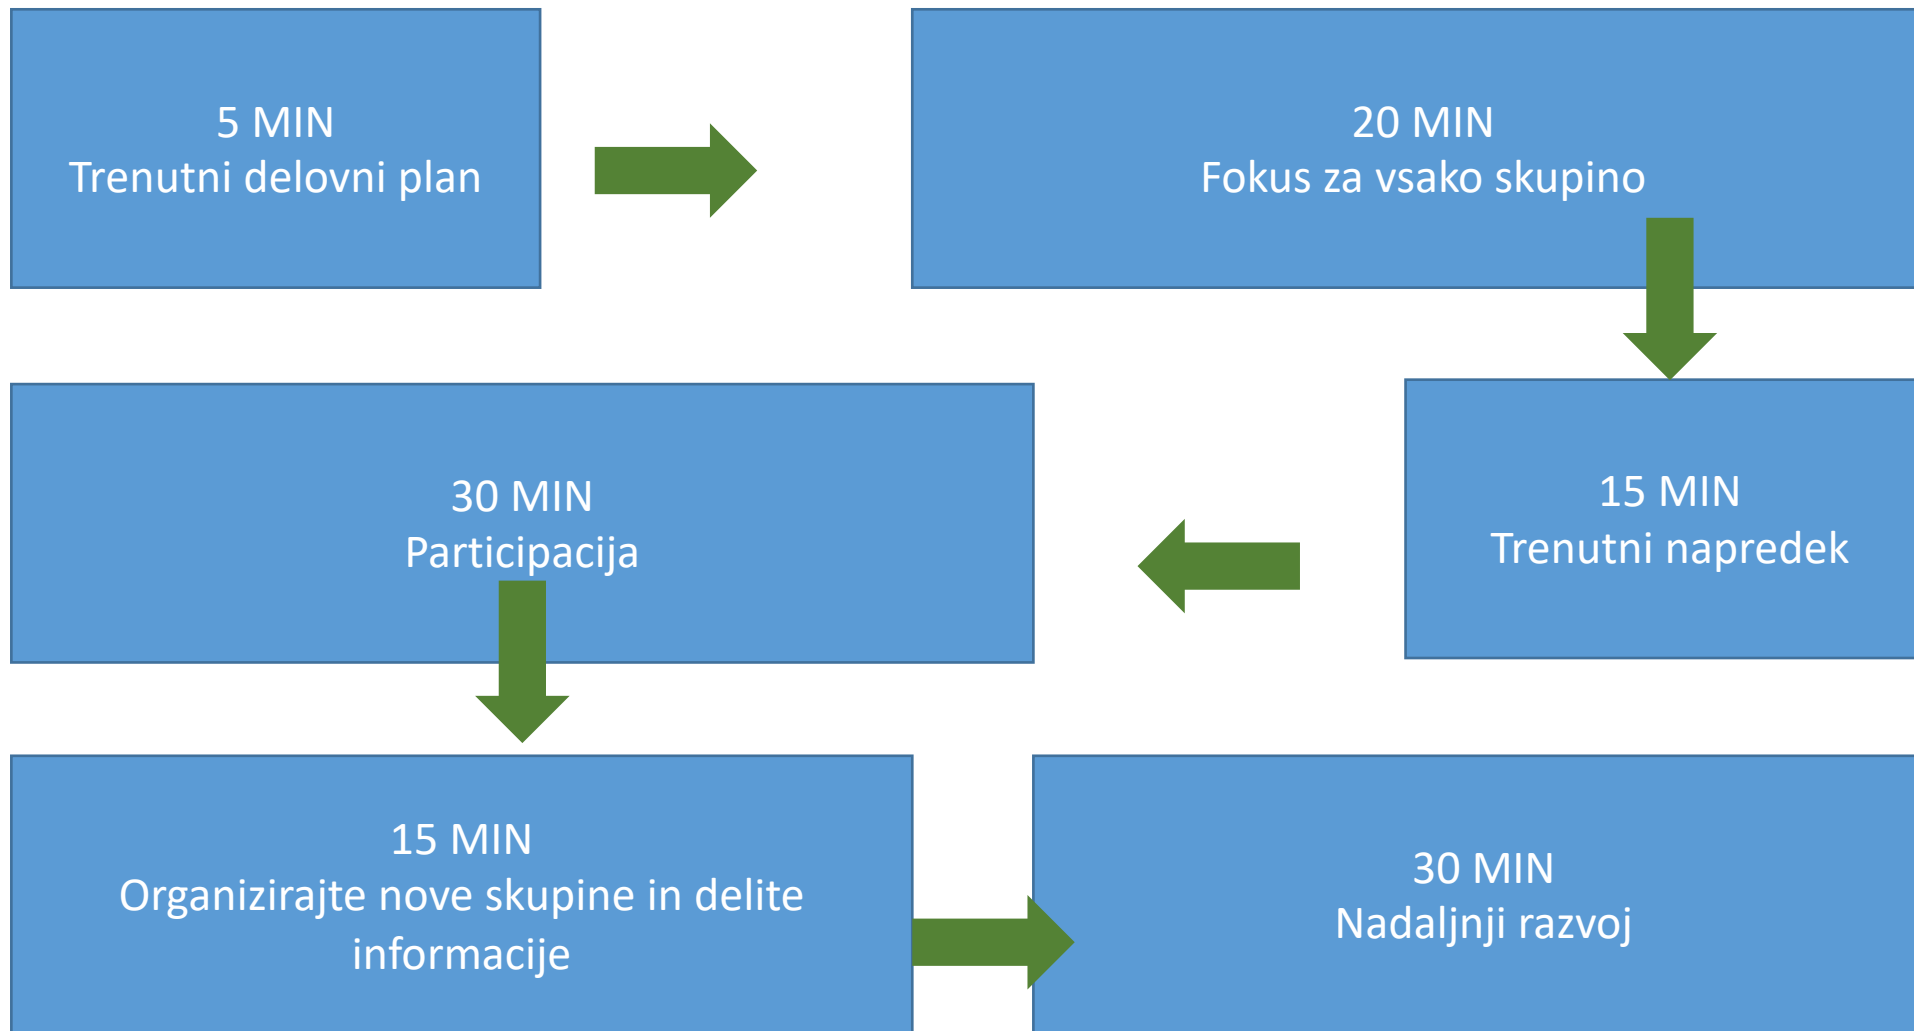 5 MIN
Trenutni delovni plan
20 MIN
Fokus za vsako skupino
15 MIN
Trenutni napredek
30 MIN
Participacija
15 MIN
Organizirajte nove skupine in delite
informacije
30 MIN
Nadaljnji razvoj